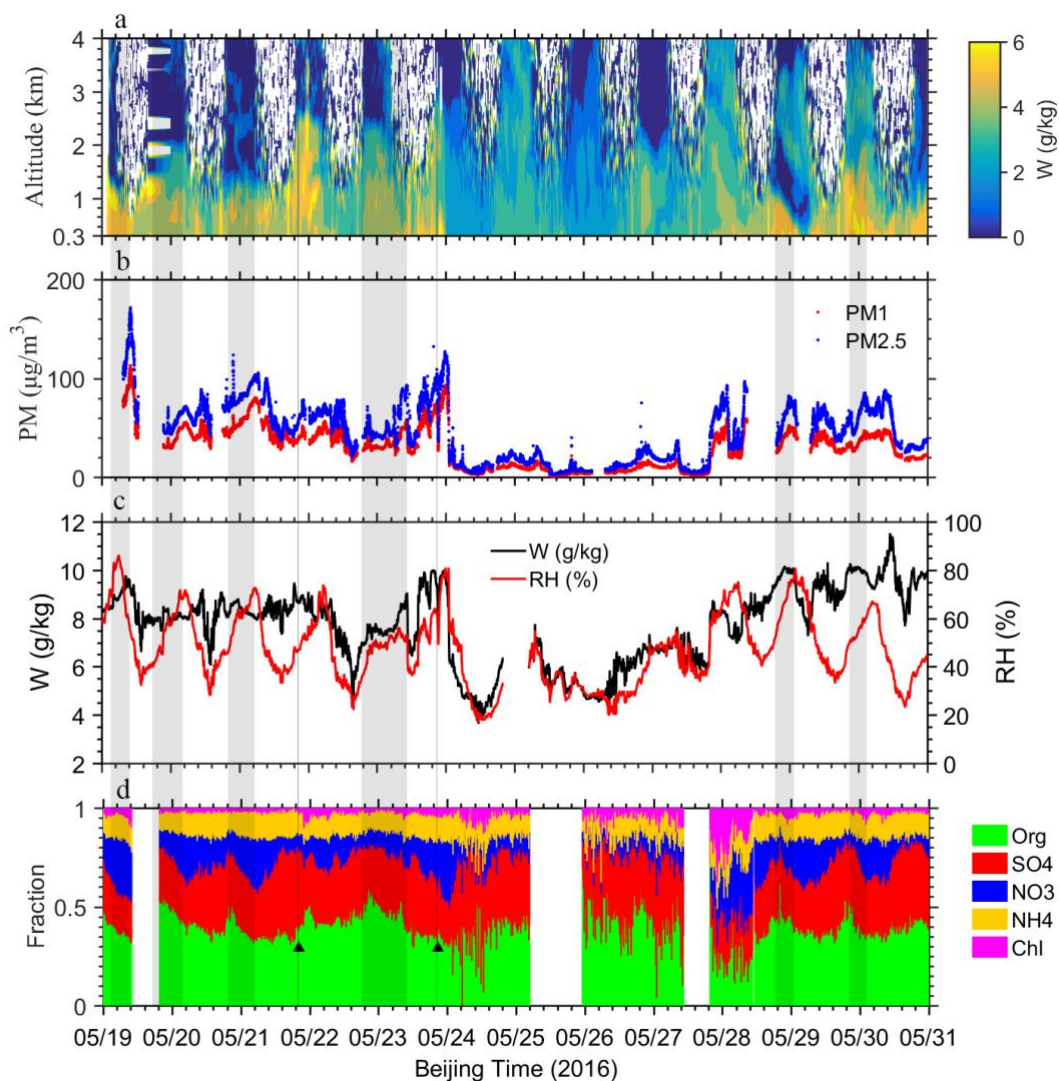 a
4
3
2
1
0.3
Altitude (km)
6
4
2
0
W (g/kg)
b
200
100
0
PM (μg/m³)
PM1
PM2.5
c
12
10
8
6
4
2
W (g/kg)
W (g/kg)
RH (%)
100
80
60
40
20
0
RH (%)
d
1
0.5
0
Fraction
Org
SO4
NO3
NH4
Chl
05/19 05/20 05/21 05/22 05/23 05/24 05/25 05/26 05/27 05/28 05/29 05/30 05/31
Beijing Time (2016)